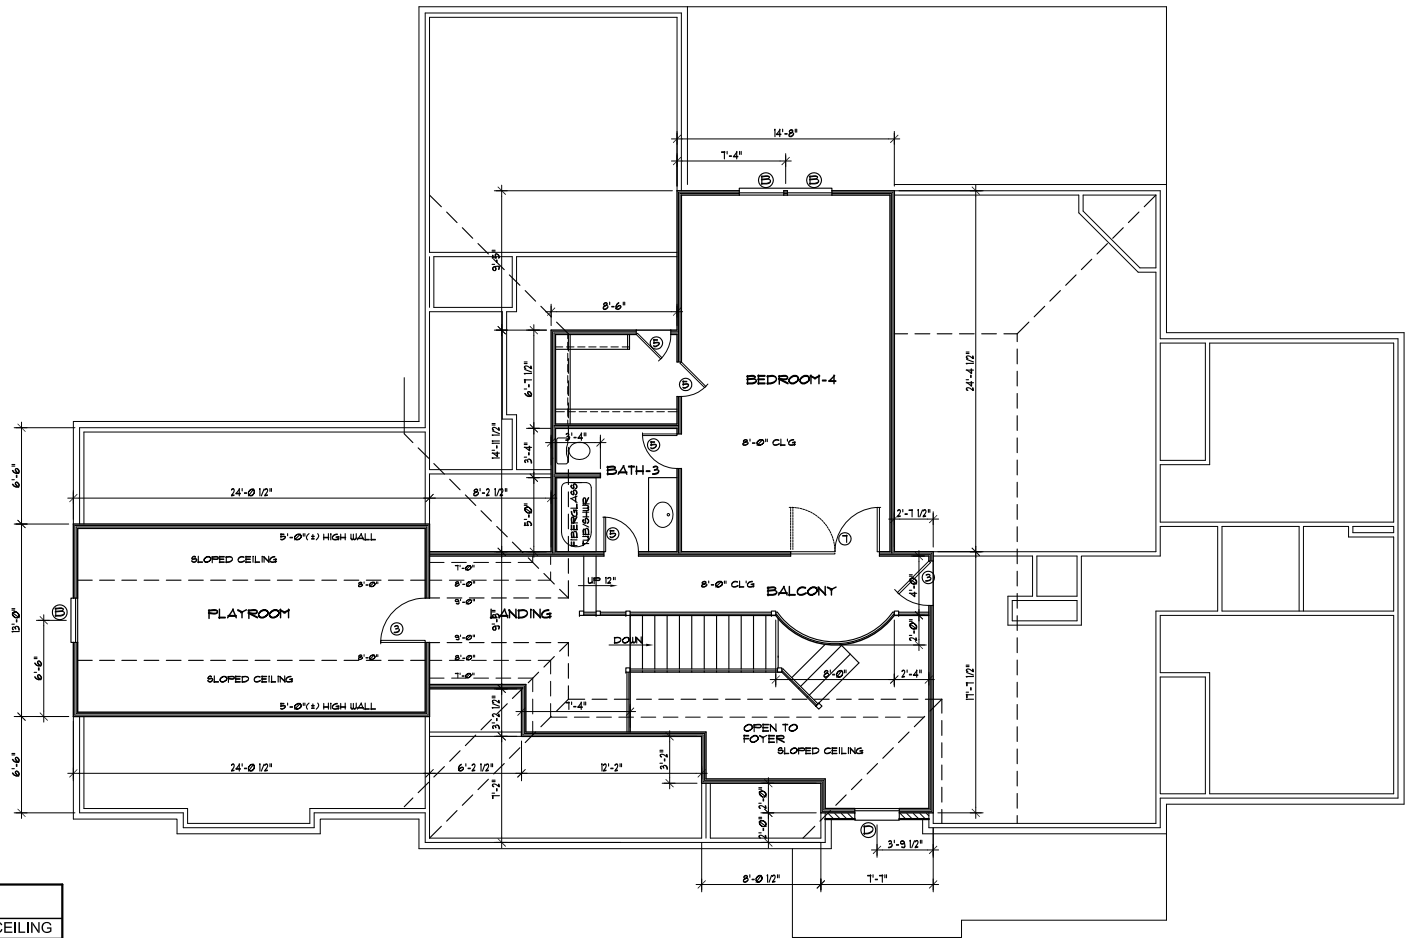 14'-8"
7'-4"
B B
9'-5"
8'-6"
5
5
6'-7 1/2"
BEDROOM-4
24'-4 1/2"
3'-4"
5
14'-11 1/2"
3'-4"
8'-0" CL'G
BATH-3
6'-6"
24'-0 1/2"
8'-2 1/2"
5'-0"
FIBERGLASS
TUB/SHWR
2'-7 1/2"
5'-0"(±) HIGH WALL
5
7
SLOPED CEILING
7'-0"
8'-0"
8'-0"
UP 12"
8'-0" CL'G
BALCONY
3
4'-0"
9'-0"
B
PLAYROOM
LANDING
13'-0"
3
9'-0"
DOWN
2'-0"
8'-0"
8'-0"
6'-6"
7'-0"
8'-0"
2'-4"
17'-7 1/2"
SLOPED CEILING
5'-0"(±) HIGH WALL
7'-4"
3'-2 1/2"
OPEN TO
FOYER
SLOPED CEILING
6'-6"
24'-0 1/2"
6'-2 1/2"
7'-2"
12'-2"
3'-2"
2'-0"
2'-0"
D
3'-9 1/2"
8'-0 1/2"
7'-7"
CEILING